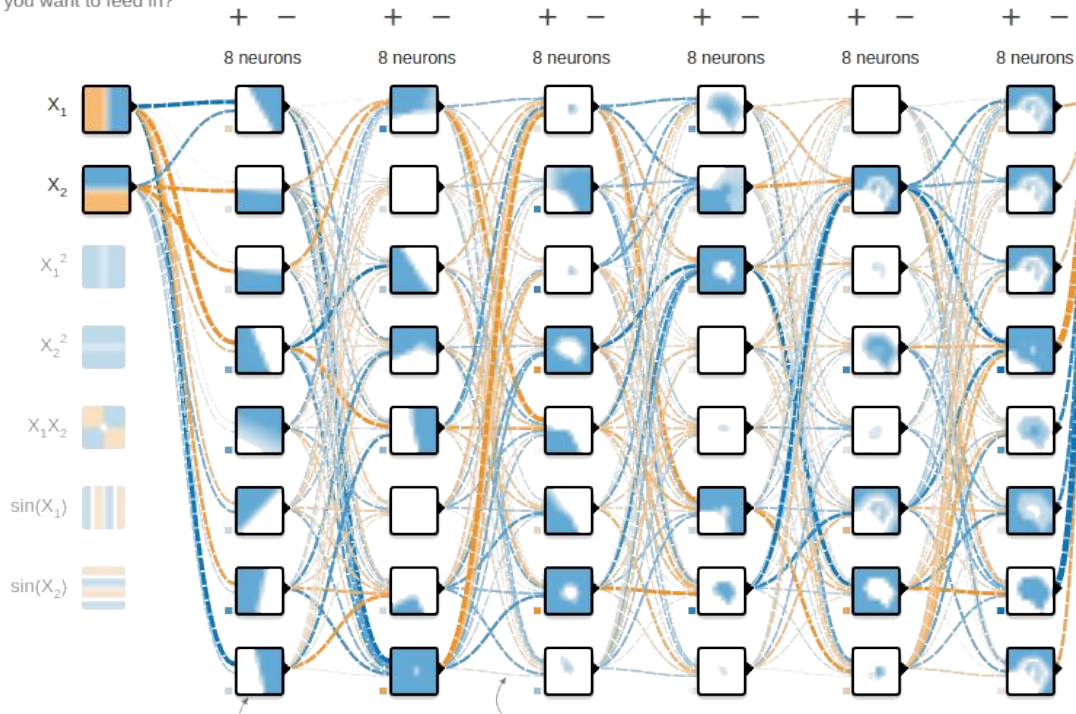 you want to feed in?
+ − + − + − + − + − + −
8 neurons 8 neurons 8 neurons 8 neurons 8 neurons 8 neurons
X₁
X₂
X₁²
X₂²
X₁X₂
sin(X₁)
sin(X₂)